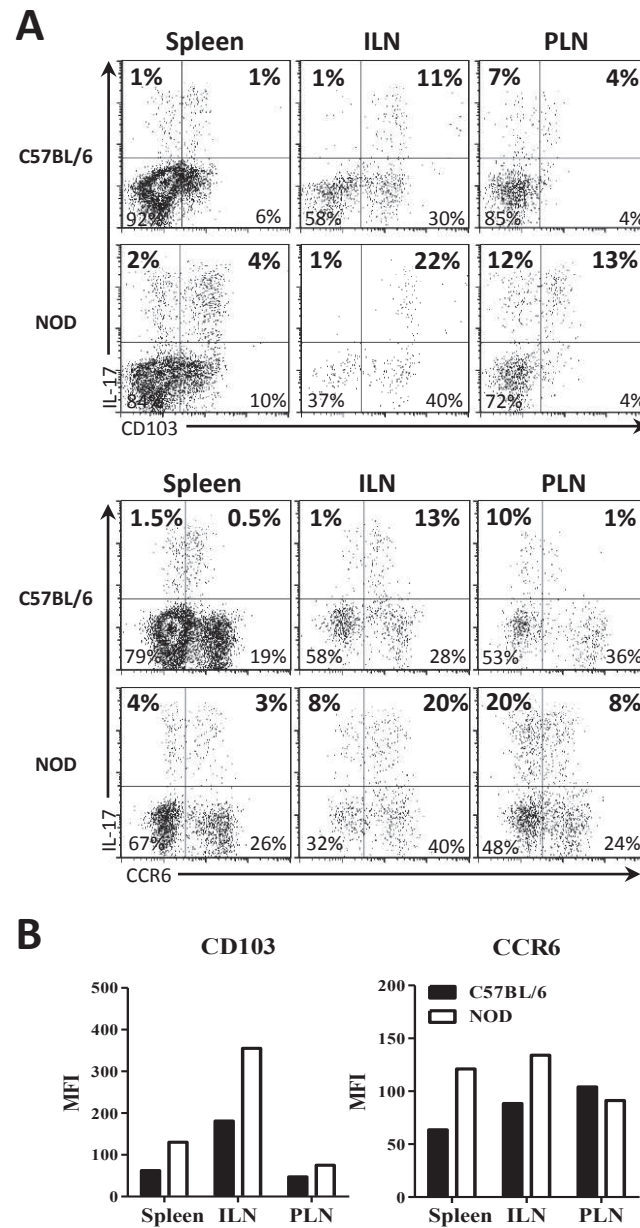 A
Spleen ILN PLN
1% 1% 1% 11% 7% 4%
C57BL/6
92% 6% 58% 30% 85% 4%
2% 4% 1% 22% 12% 13%
NOD
84% 10% 37% 40% 72% 4%
IL-17
CD103
Spleen ILN PLN
1.5% 0.5% 1% 13% 10% 1%
C57BL/6
79% 19% 58% 28% 53% 36%
4% 3% 8% 20% 20% 8%
NOD
67% 26% 32% 40% 48% 24%
IL-17
CCR6
B
CD103 CCR6
500 200
400 150
300 100
200 50
100 0
0
C57BL/6
NOD
MFI MFI
Spleen ILN PLN Spleen ILN PLN